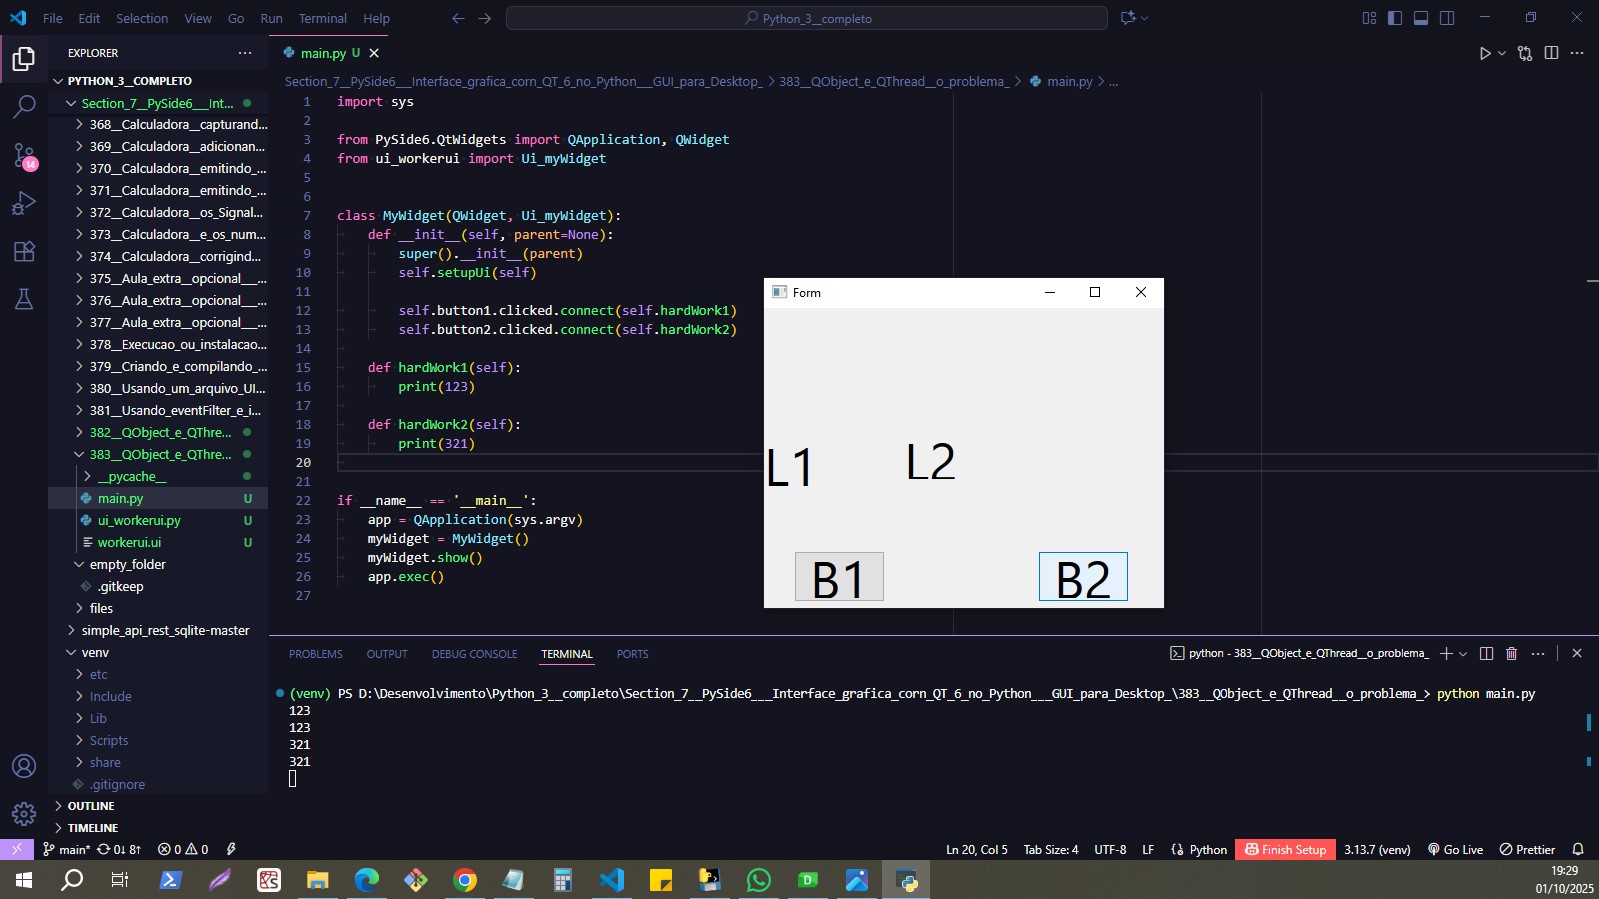 File Edit Selection View Go Run Terminal Help
Python_3__completo
EXPLORER
main.py U
PYTHON_3__COMPLETO
Section_7__PySide6___Int...
368__Calculadora__capturand...
369__Calculadora__adicionan...
370__Calculadora__emitindo_...
371__Calculadora__emitindo_...
372__Calculadora__os_Signal...
373__Calculadora__e_os_num...
374__Calculadora__corrigind...
375__Aula_extra__opcional___...
376__Aula_extra__opcional___...
377__Aula_extra__opcional___...
378__Execucao_ou_instalacao...
379__Criando_e_compilando_...
380__Usando_um_arquivo_UI...
381__Usando_eventFilter_e_i...
382__QObject_e_QThre...
383__QObject_e_QThre...
__pycache__
main.py U
ui_workerui.py U
workerui.ui U
empty_folder
.gitkeep
files
simple_api_rest_sqlite-master
venv
etc
Include
Lib
Scripts
share
.gitignore
OUTLINE
TIMELINE
14
Section_7__PySide6___Interface_grafica_corn_QT_6_no_Python___GUI_para_Desktop_ > 383__QObject_e_QThread__o_problema_ > main.py > ...
1 import sys
2
3 from PySide6.QtWidgets import QApplication, QWidget
4 from ui_workerui import Ui_myWidget
5
6
7 class MyWidget(QWidget, Ui_myWidget):
8 def __init__(self, parent=None):
9 super().__init__(parent)
10 self.setupUi(self)
11
12 self.button1.clicked.connect(self.hardWork1)
13 self.button2.clicked.connect(self.hardWork2)
14
15 def hardWork1(self):
16 print(123)
17
18 def hardWork2(self):
19 print(321)
20
21
22 if __name__ == '__main__':
23 app = QApplication(sys.argv)
24 myWidget = MyWidget()
25 myWidget.show()
26 app.exec()
27
Form
L1 L2
B1 B2
PROBLEMS OUTPUT DEBUG CONSOLE TERMINAL PORTS
python - 383__QObject_e_QThread__o_problema_
(venv) PS D:\Desenvolvimento\Python_3__completo\Section_7__PySide6___Interface_grafica_corn_QT_6_no_Python___GUI_para_Desktop_\383__QObject_e_QThread__o_problema_> python main.py
123
123
321
321
main* 0↓ 8↑ 0 0 Ln 20, Col 5 Tab Size: 4 UTF-8 LF Python Finish Setup 3.13.7 (venv) Go Live Prettier
19:29
01/10/2025